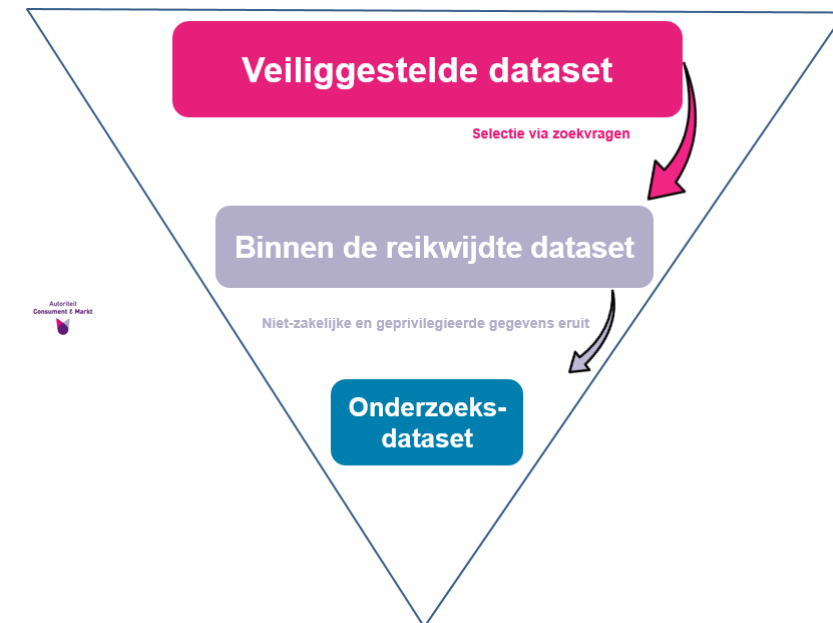 Veiliggestelde dataset
Selectie via zoekvragen
Binnen de reikwijdte dataset
Autoriteit
Consument & Markt
Niet-zakelijke en geprivilegieerde gegevens eruit
Onderzoeks-
dataset